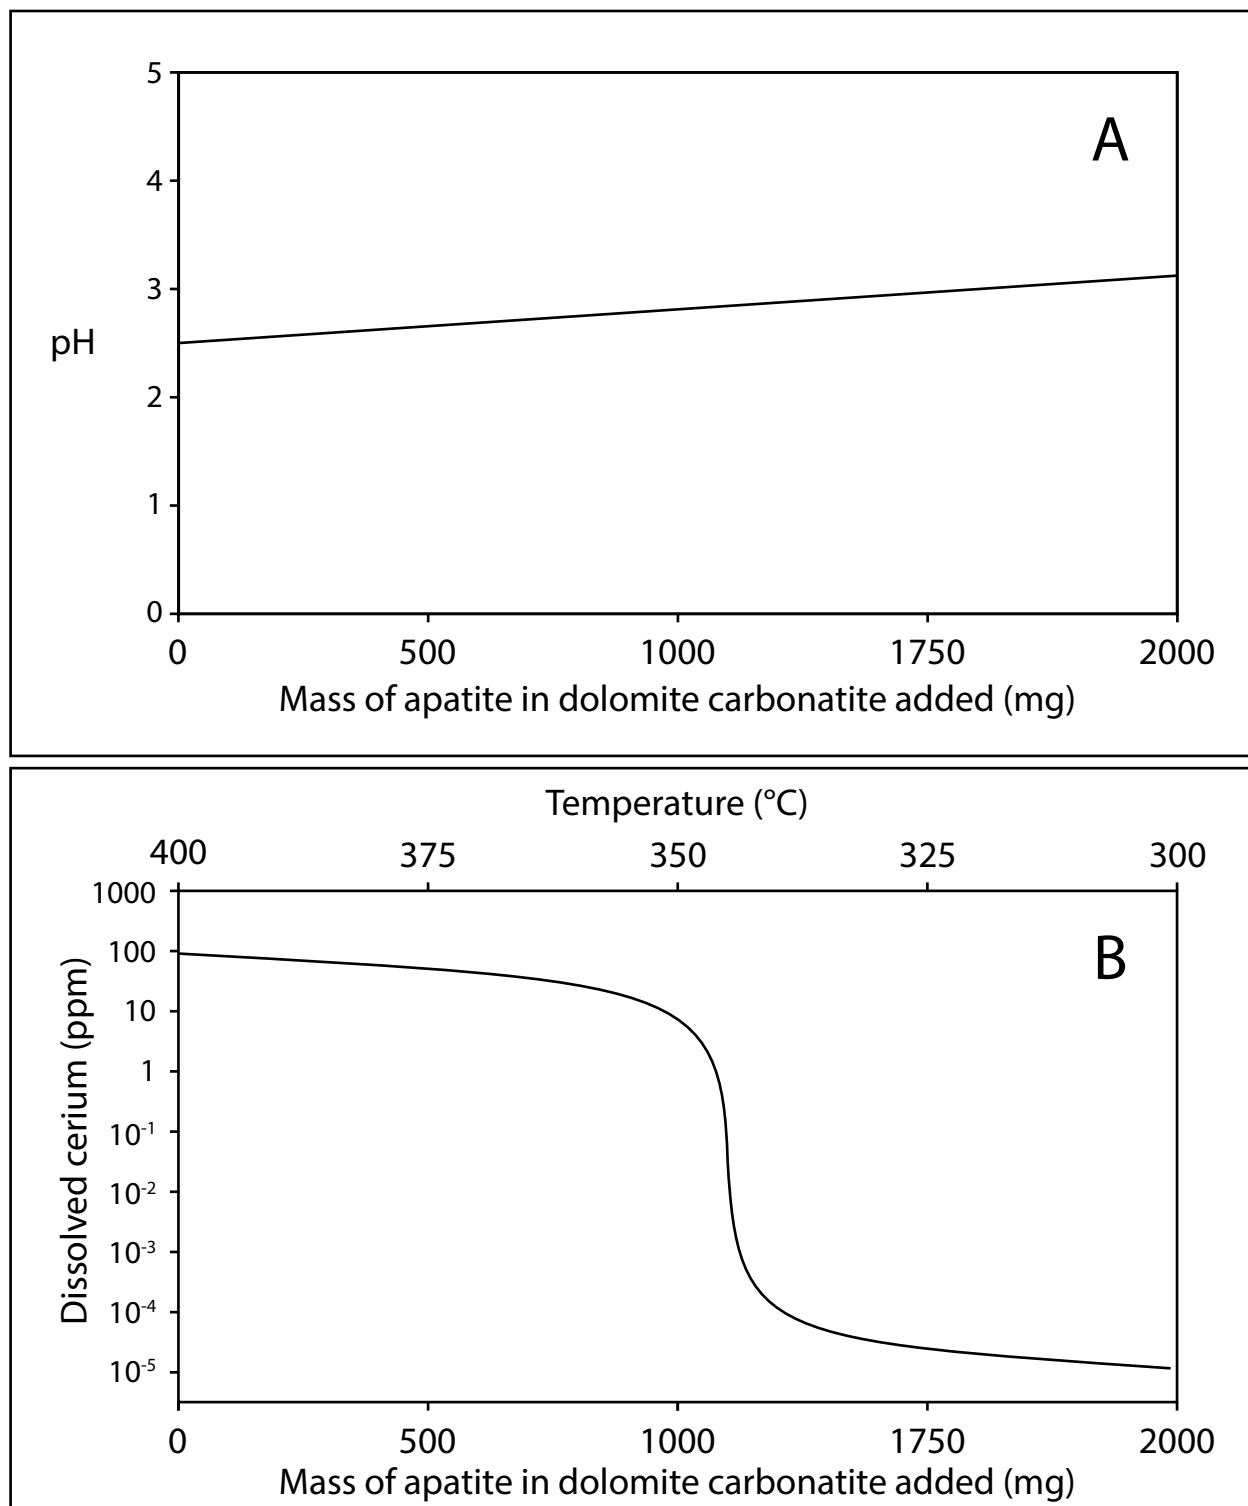 5
A
4
3
pH
2
1
0
0 500 1000 1750 2000
Mass of apatite in dolomite carbonatite added (mg)
Temperature (°C)
400 375 350 325 300
1000
B
100
10
1
10-1
10-2
10-3
10-4
10-5
Dissolved cerium (ppm)
0 500 1000 1750 2000
Mass of apatite in dolomite carbonatite added (mg)